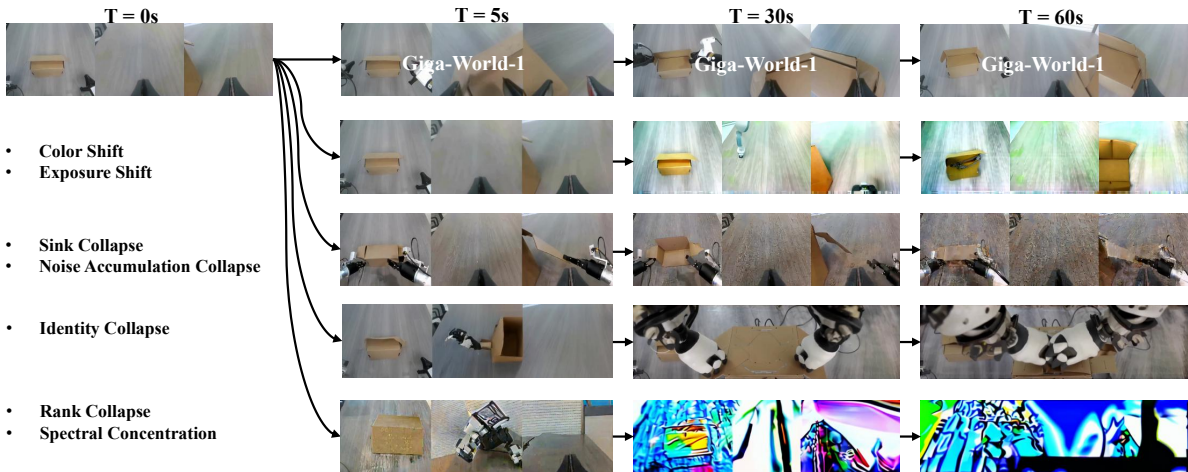 T = 0s
T = 5s
T = 30s
T = 60s
Giga-World-1
Giga-World-1
Giga-World-1
• Color Shift
• Exposure Shift
• Sink Collapse
• Noise Accumulation Collapse
• Identity Collapse
• Rank Collapse
• Spectral Concentration